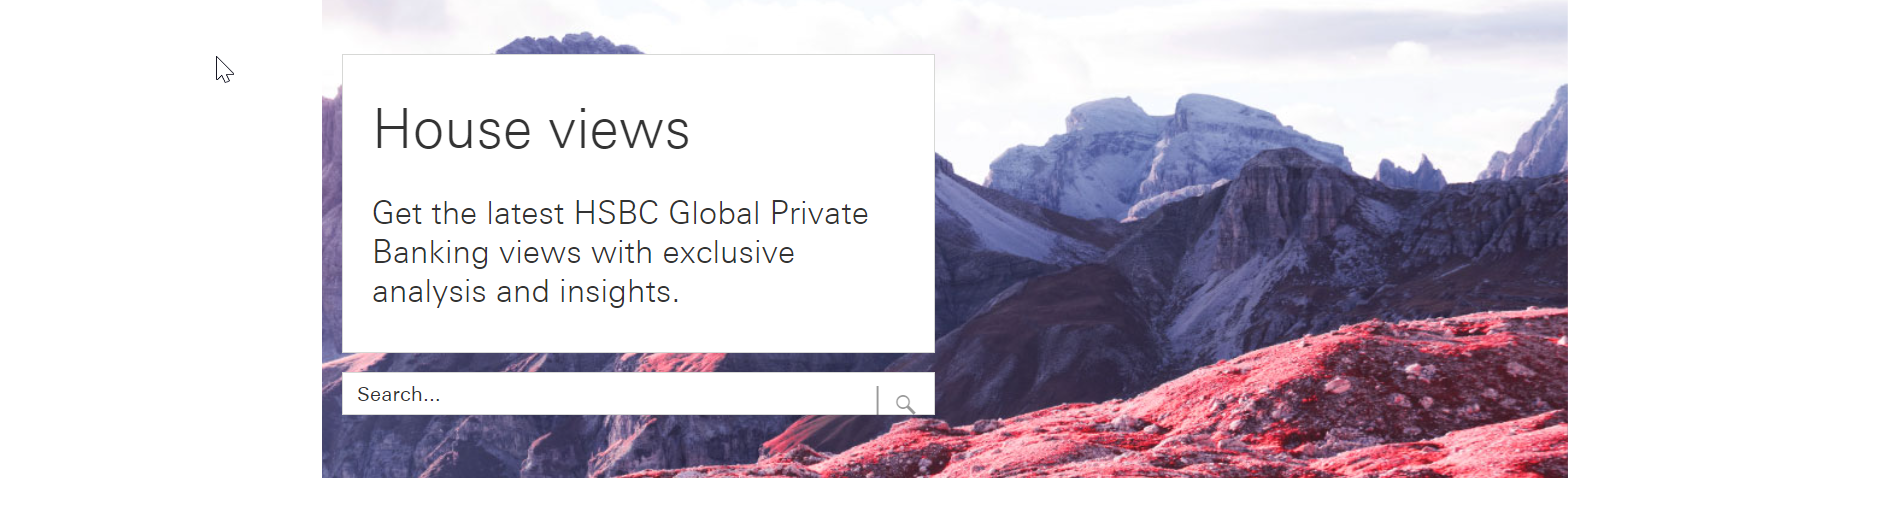 House views
Get the latest HSBC Global Private
Banking views with exclusive
analysis and insights.
Search...